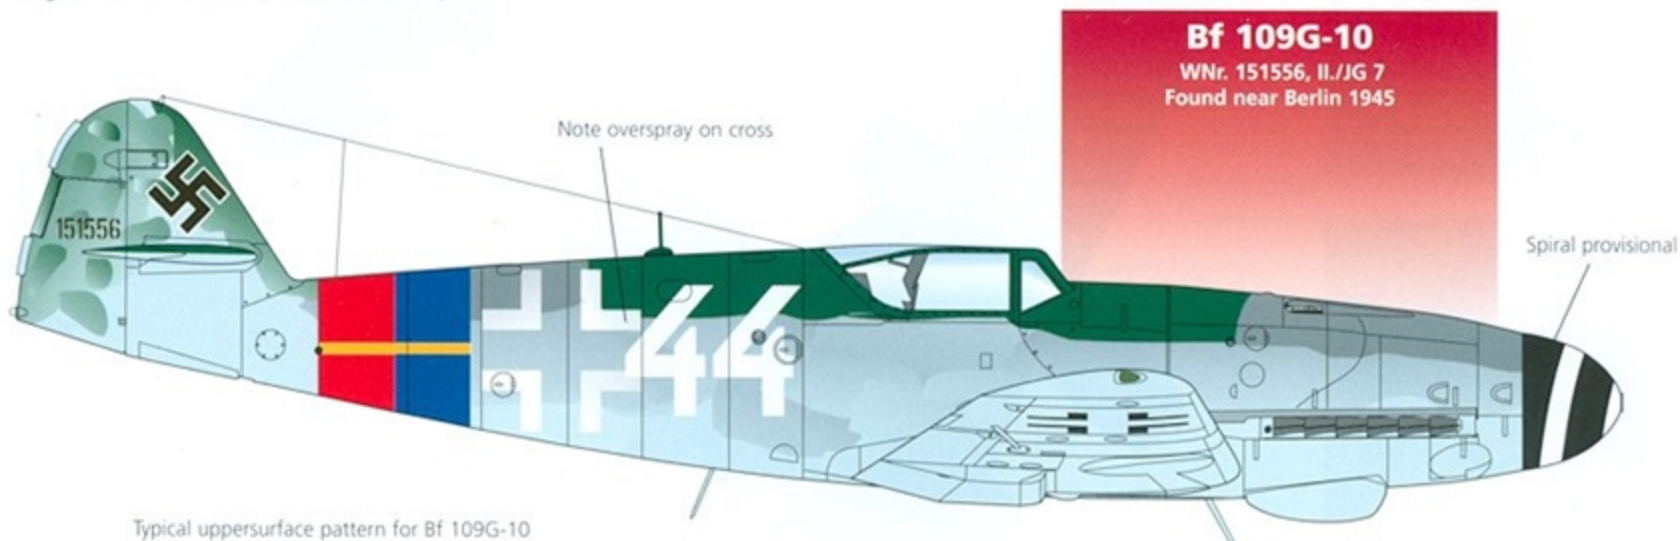 Bf 109G-10
WNr. 151556, II./JG 7
Found near Berlin 1945
Note overspray on cross
Spiral provisional
151556
44
Typical uppersurface pattern for Bf 109G-10